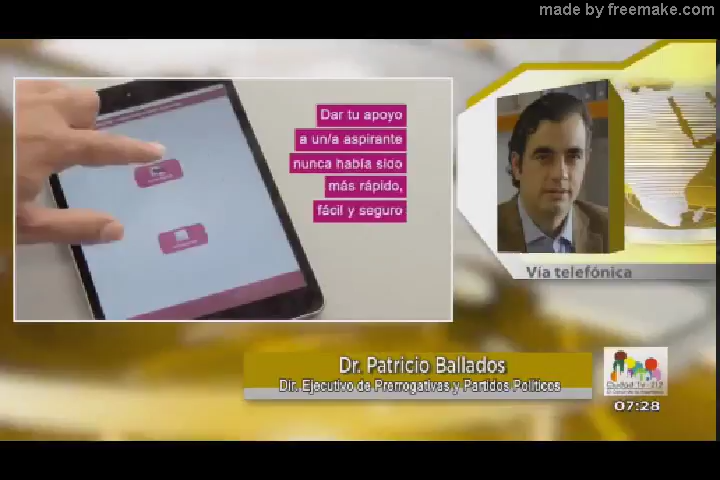 made by freemake.com
Dar tu apoyo
a un/a aspirante
nunca había sido
más rápido,
fácil y seguro
Vía telefónica
Dr. Patricio Ballados
Dir. Ejecutivo de Prerrogativas y Partidos Políticos
07:28